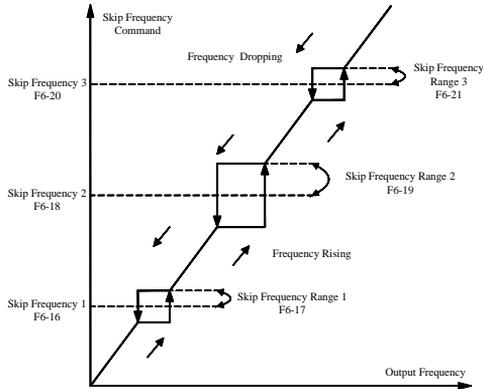 Skip Frequency
Command
Frequency Dropping
Skip Frequency
Range 3
F6-21
Skip Frequency 3
F6-20
Skip Frequency Range 2
F6-19
Skip Frequency 2
F6-18
Frequency Rising
Skip Frequency Range 1
F6-17
Skip Frequency 1
F6-16
Output Frequency